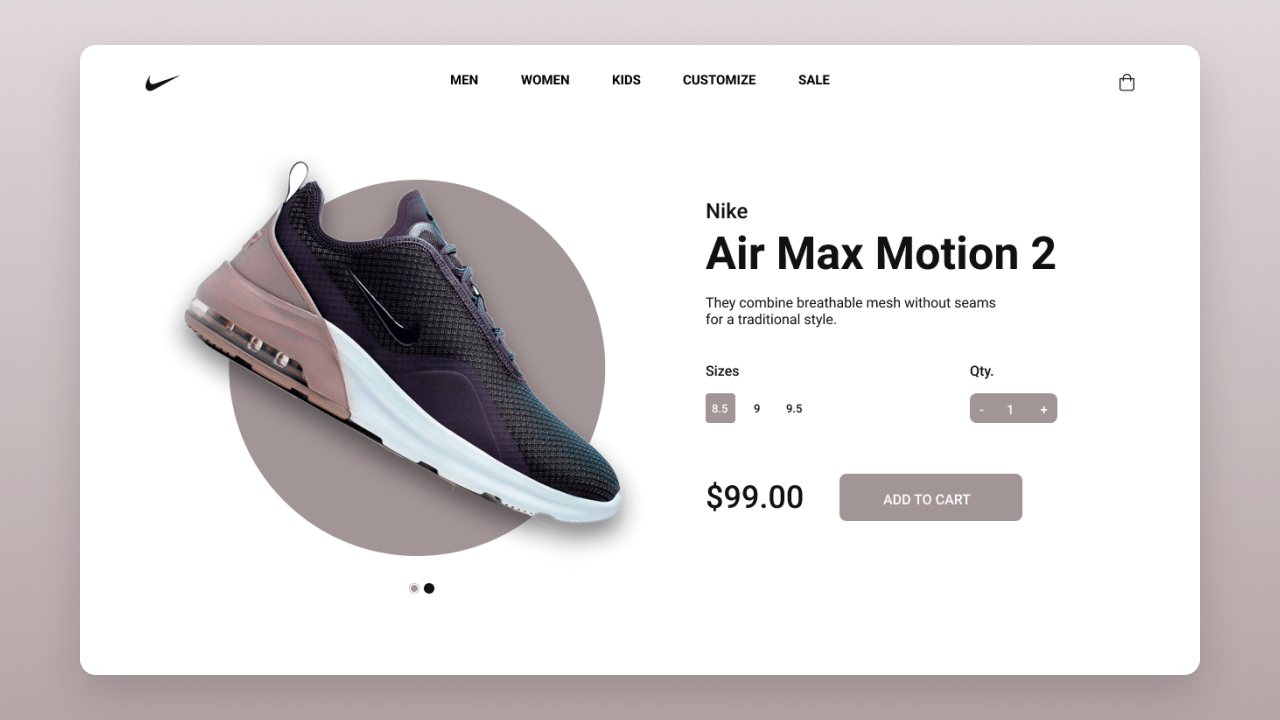 MEN WOMEN KIDS CUSTOMIZE SALE
Nike
Air Max Motion 2
They combine breathable mesh without seams
for a traditional style.
Sizes Qty.
8.5 9 9.5 - 1 +
$99.00 ADD TO CART